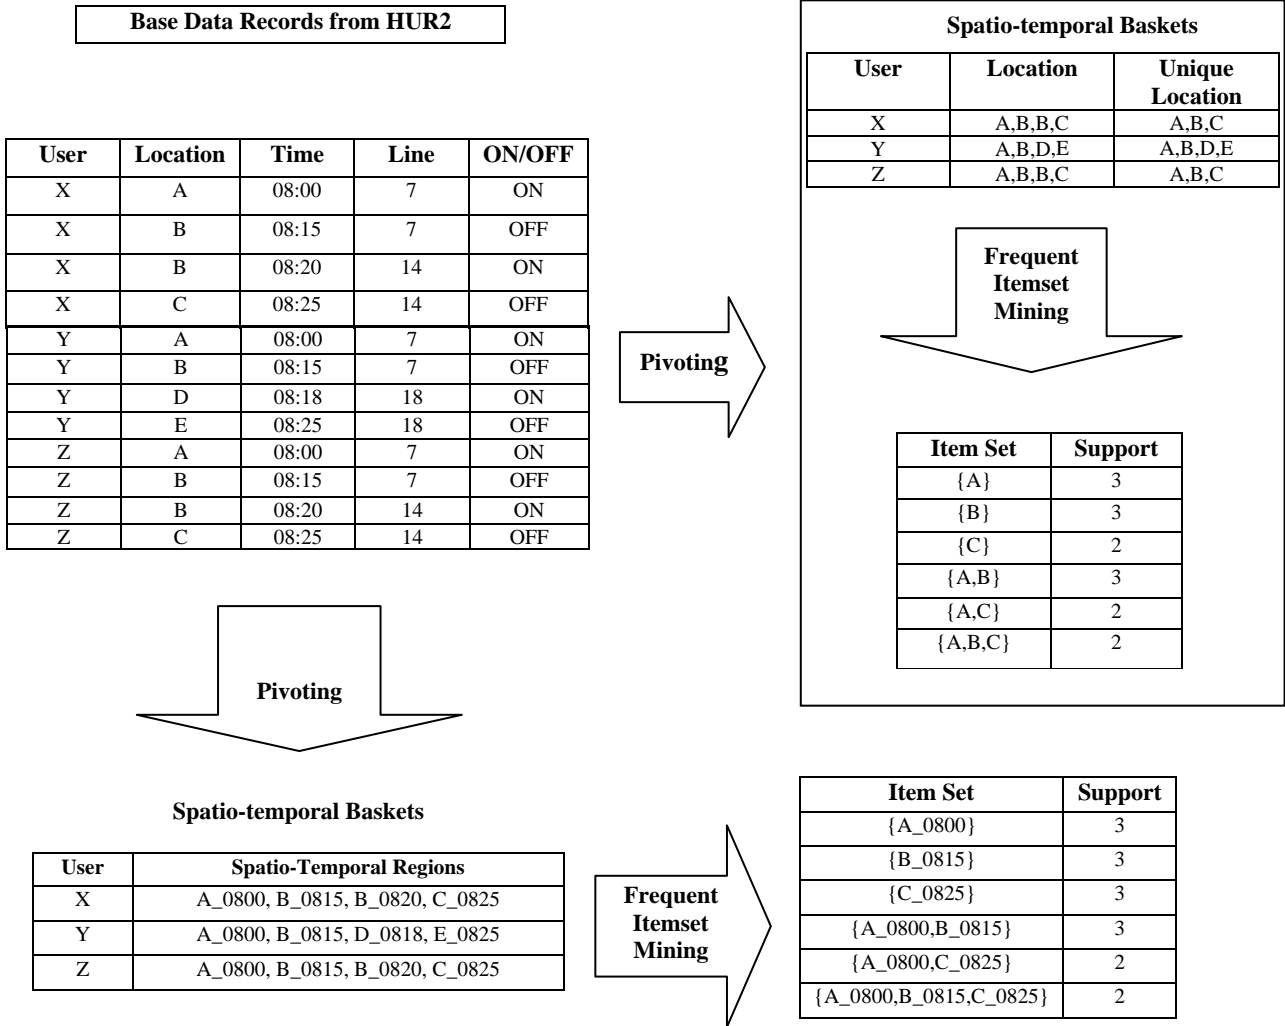 Base Data Records from HUR2
User Location Time Line ON/OFF
X A 08:00 7 ON
X B 08:15 7 OFF
X B 08:20 14 ON
X C 08:25 14 OFF
Y A 08:00 7 ON
Y B 08:15 7 OFF
Y D 08:18 18 ON
Y E 08:25 18 OFF
Z A 08:00 7 ON
Z B 08:15 7 OFF
Z B 08:20 14 ON
Z C 08:25 14 OFF
Pivoting
Spatio-temporal Baskets
User Location Unique
Location
X A,B,B,C A,B,C
Y A,B,D,E A,B,D,E
Z A,B,B,C A,B,C
Frequent
Itemset
Mining
Item Set Support
{A} 3
{B} 3
{C} 2
{A,B} 3
{A,C} 2
{A,B,C} 2
Pivoting
Spatio-temporal Baskets
User Spatio-Temporal Regions
X A_0800, B_0815, B_0820, C_0825
Y A_0800, B_0815, D_0818, E_0825
Z A_0800, B_0815, B_0820, C_0825
Frequent
Itemset
Mining
Item Set Support
{A_0800} 3
{B_0815} 3
{C_0825} 3
{A_0800,B_0815} 3
{A_0800,C_0825} 2
{A_0800,B_0815,C_0825} 2